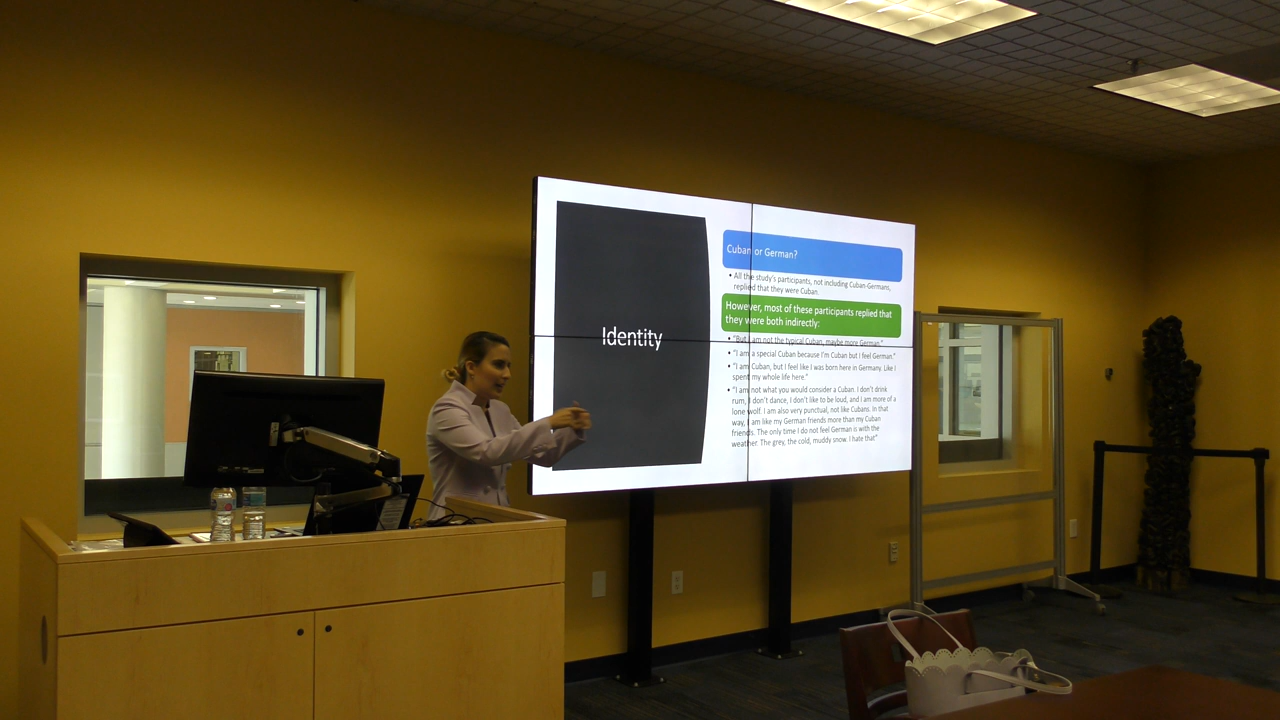 Identity
Cuban or German?
• All the study's participants, not including Cuban-Germans,
replied that they were Cuban.
However, most of these participants replied that
they were both indirectly:
• "But I am not the typical Cuban, maybe more German."
• "I am a special Cuban because I'm Cuban but I feel German."
• "I am Cuban, but I feel like I was born here in Germany. Like I
spent my whole life here."
• "I am not what you would consider a Cuban. I don't drink
rum, I don't dance, I don't like to be loud, and I am more of a
lone wolf. I am also very punctual, not like Cubans. In that
way, I am like my German friends more than my Cuban
friends. The only time I do not feel German is with the
weather. The grey, the cold, muddy snow. I hate that"